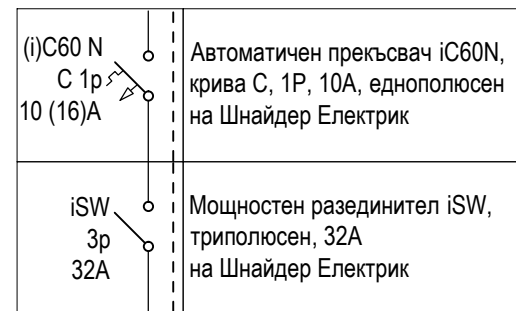 (i)C60 N
C 1p
10 (16)A
Автоматичен прекъсвач iC60N,
крива C, 1P, 10A, еднополюсен
на Шнайдер Електрик
iSW
3p
32A
Мощностен разединител iSW,
триполюсен, 32A
на Шнайдер Електрик